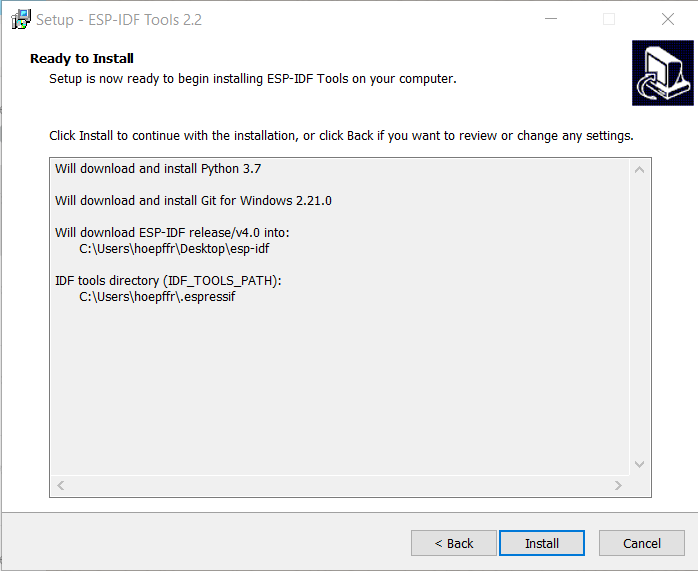 Setup - ESP-IDF Tools 2.2
Ready to Install
Setup is now ready to begin installing ESP-IDF Tools on your computer.
Click Install to continue with the installation, or click Back if you want to review or change any settings.
Will download and install Python 3.7
Will download and install Git for Windows 2.21.0
Will download ESP-IDF release/v4.0 into:
C:\Users\hoepffr\Desktop\esp-idf
IDF tools directory (IDF_TOOLS_PATH):
C:\Users\hoepffr\.espressif
< Back Install Cancel